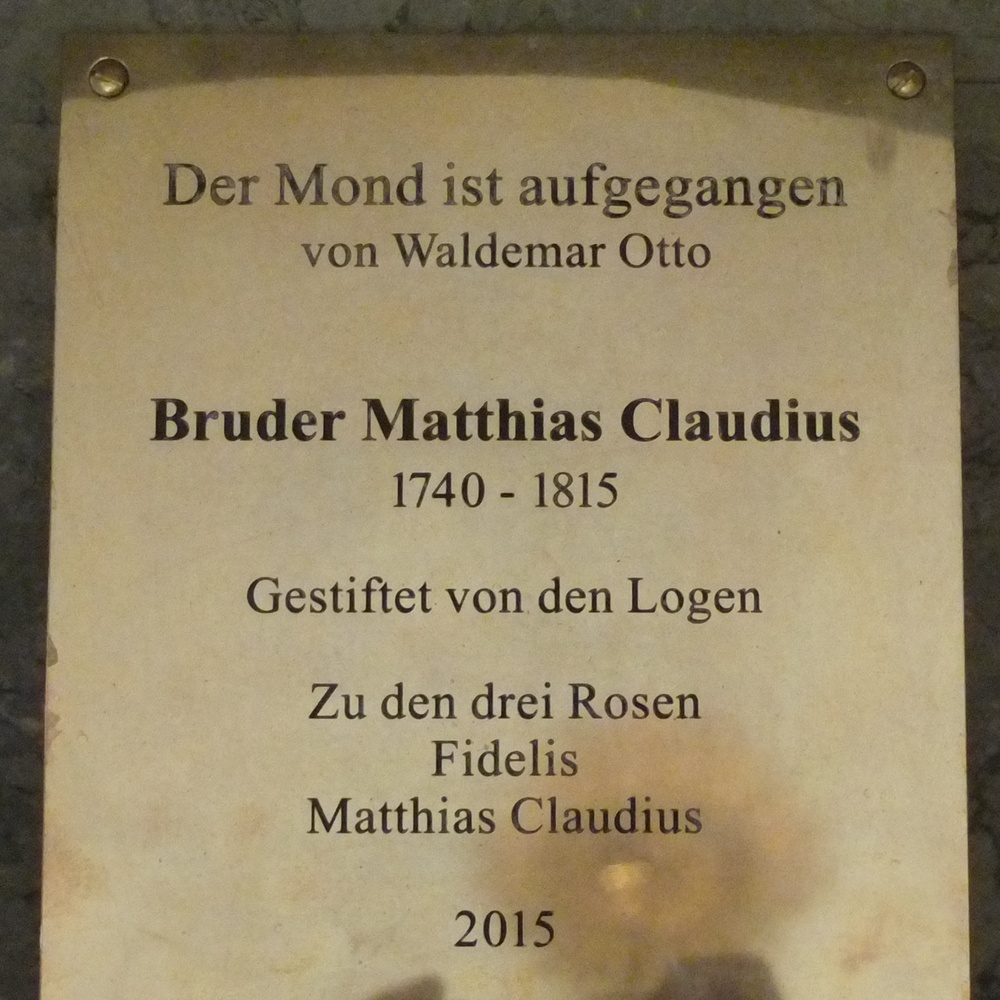 Der Mond ist aufgegangen
von Waldemar Otto
Bruder Matthias Claudius
1740 - 1815
Gestiftet von den Logen
Zu den drei Rosen
Fidelis
Matthias Claudius
2015